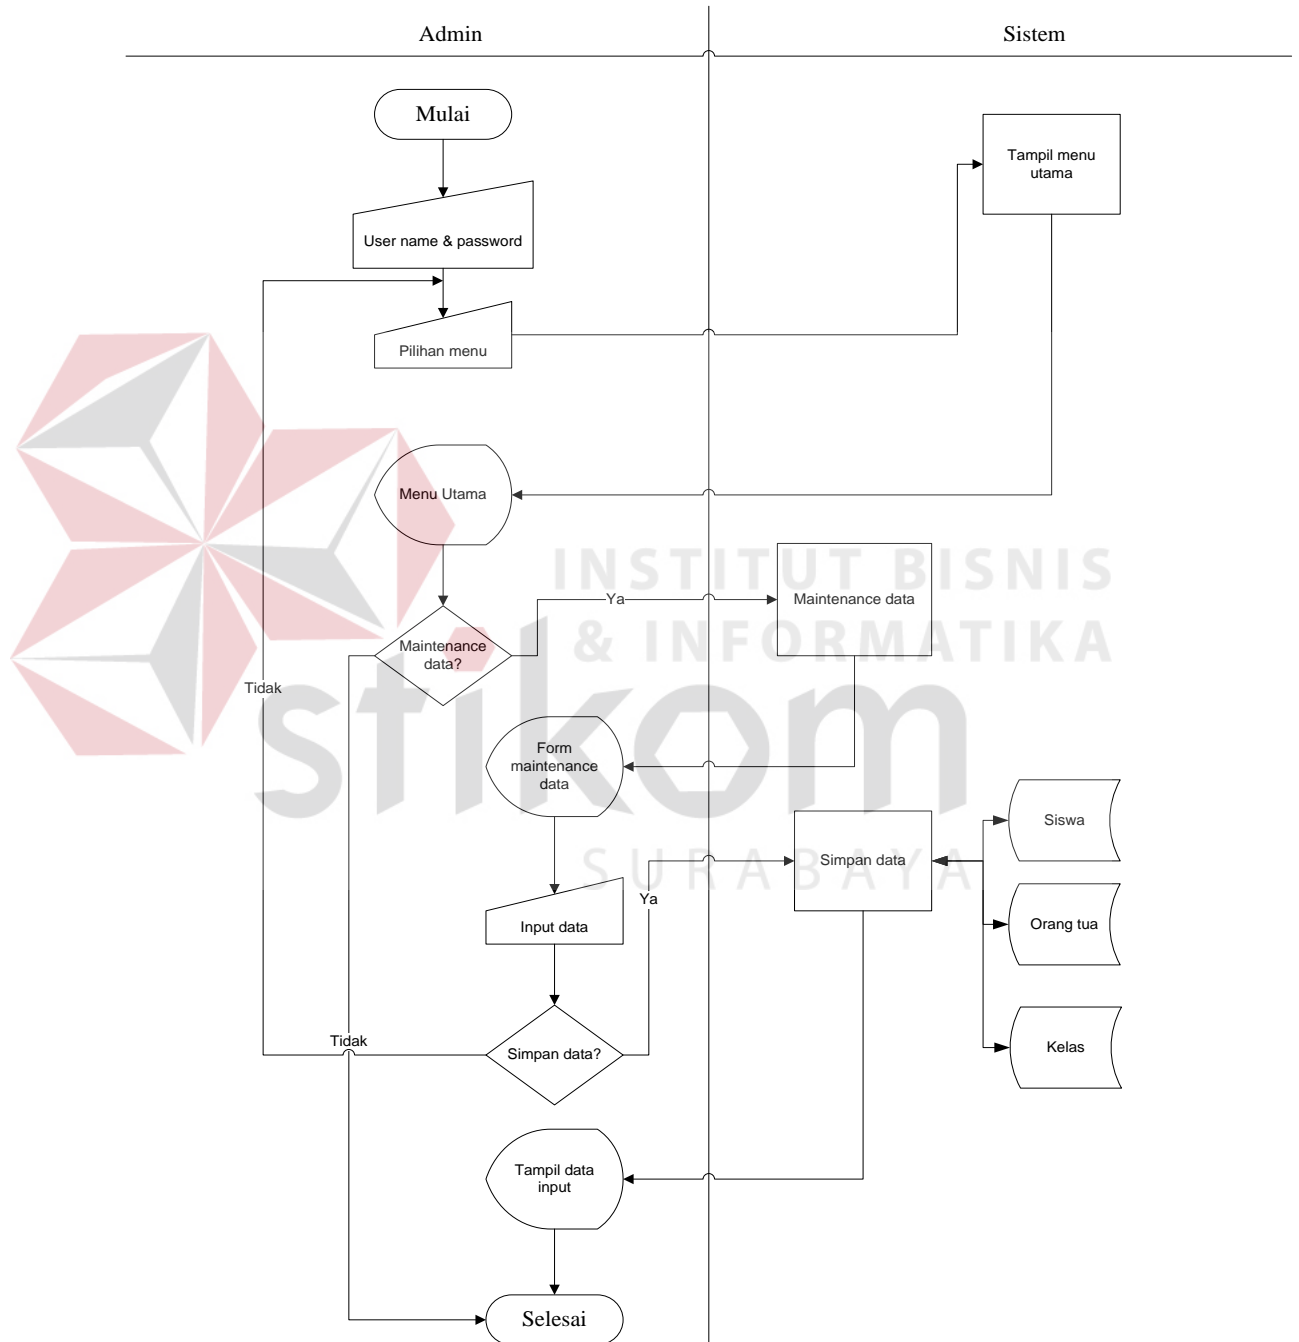 Admin
Sistem
Mulai
Tampil menu
utama
User name & password
Pilihan menu
Menu Utama
INSTITUT BISNIS
& INFORMATIKA
stikom
SURABAYA
Ya
Maintenance data
Maintenance
data?
Tidak
Form
maintenance
data
Siswa
Simpan data
Ya
Input data
Orang tua
Tidak
Simpan data?
Kelas
Tampil data
input
Selesai